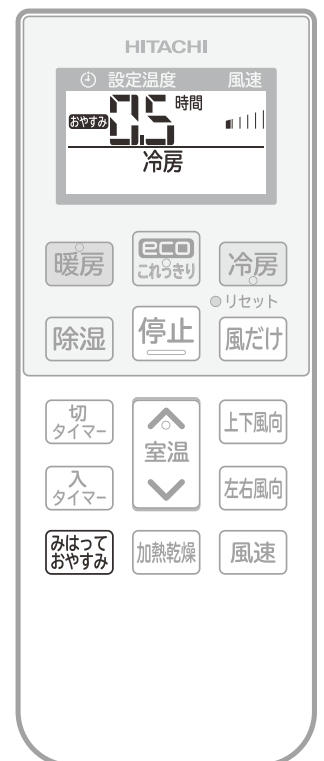 HITACHI
設定温度 風速
おやすみ 0.5 時間
冷房
暖房 eco これっきり 冷房
リセット
除湿 停止 風だけ
切タイマー 室温 上下風向
入タイマー 左右風向
みはっておやすみ 加熱乾燥 風速